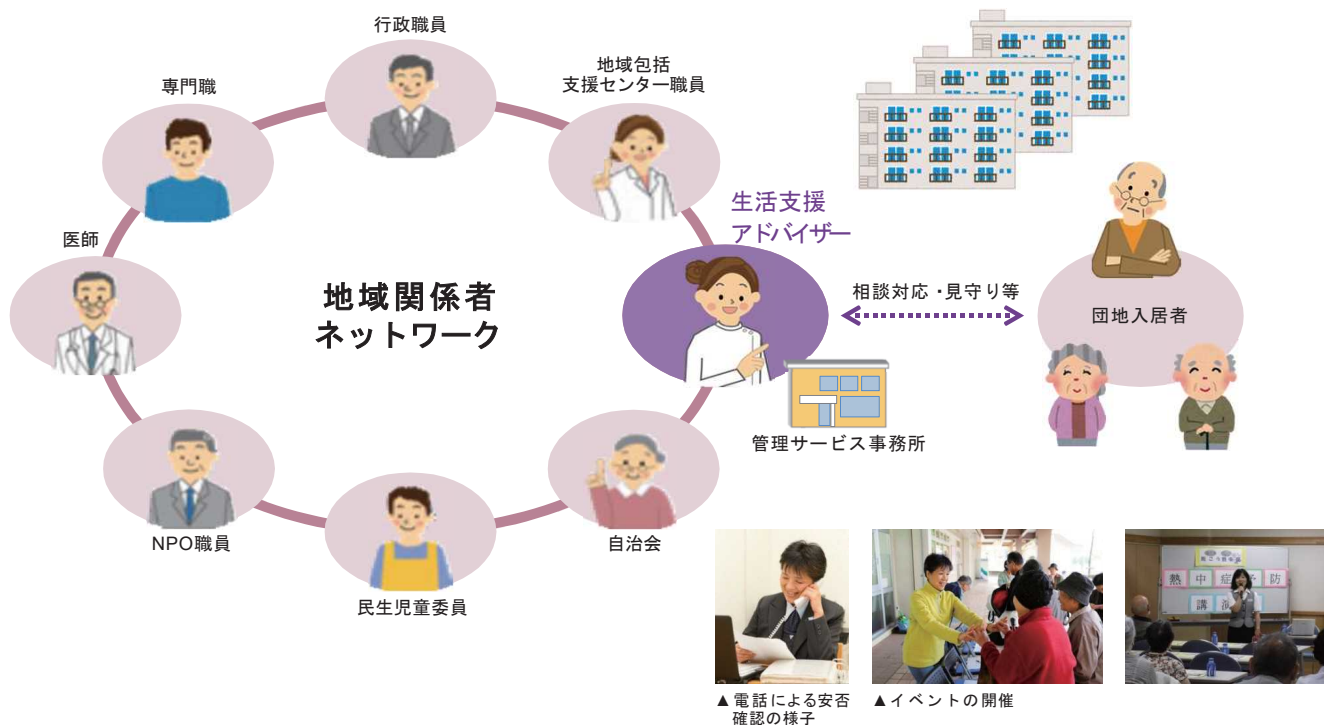 行政職員
地域包括
支援センター職員
専門職
生活支援
アドバイザー
医師
地域関係者
ネットワーク
相談対応・見守り等
団地入居者
管理サービス事務所
NPO職員
自治会
民生児童委員
熱中症予防
講演
▲電話による安否
確認の様子
▲イベントの開催